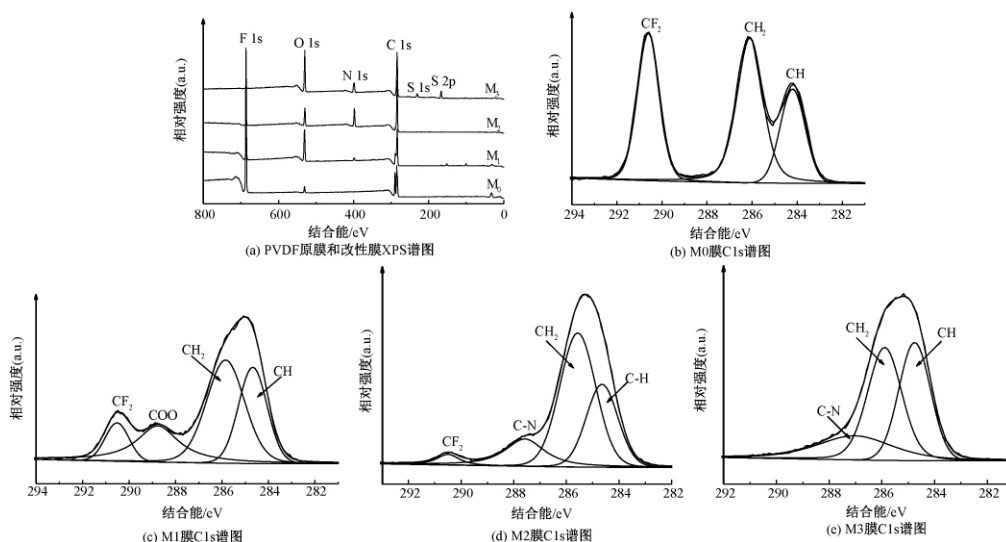 F 1s
O 1s
N 1s
C 1s
S 1s
S 2p
M3
M2
M1
M0
相对强度(a.u.)
800 600 400 200 0
结合能/eV
(a) PVDF原膜和改性膜XPS谱图
CF2
CH2
CH
相对强度(a.u.)
294 292 290 288 286 284 282
结合能/eV
(b) M0膜C1s谱图
相对强度(a.u.)
CF2
COO
CH2
CH
294 292 290 288 286 284 282
结合能/eV
(c) M1膜C1s谱图
相对强度(a.u.)
CF2
C-N
CH2
C-H
292 290 288 286 284 282
结合能/eV
(d) M2膜C1s谱图
相对强度(a.u.)
C-N
CH2
CH
292 290 288 286 284 282
结合能/eV
(e) M3膜C1s谱图